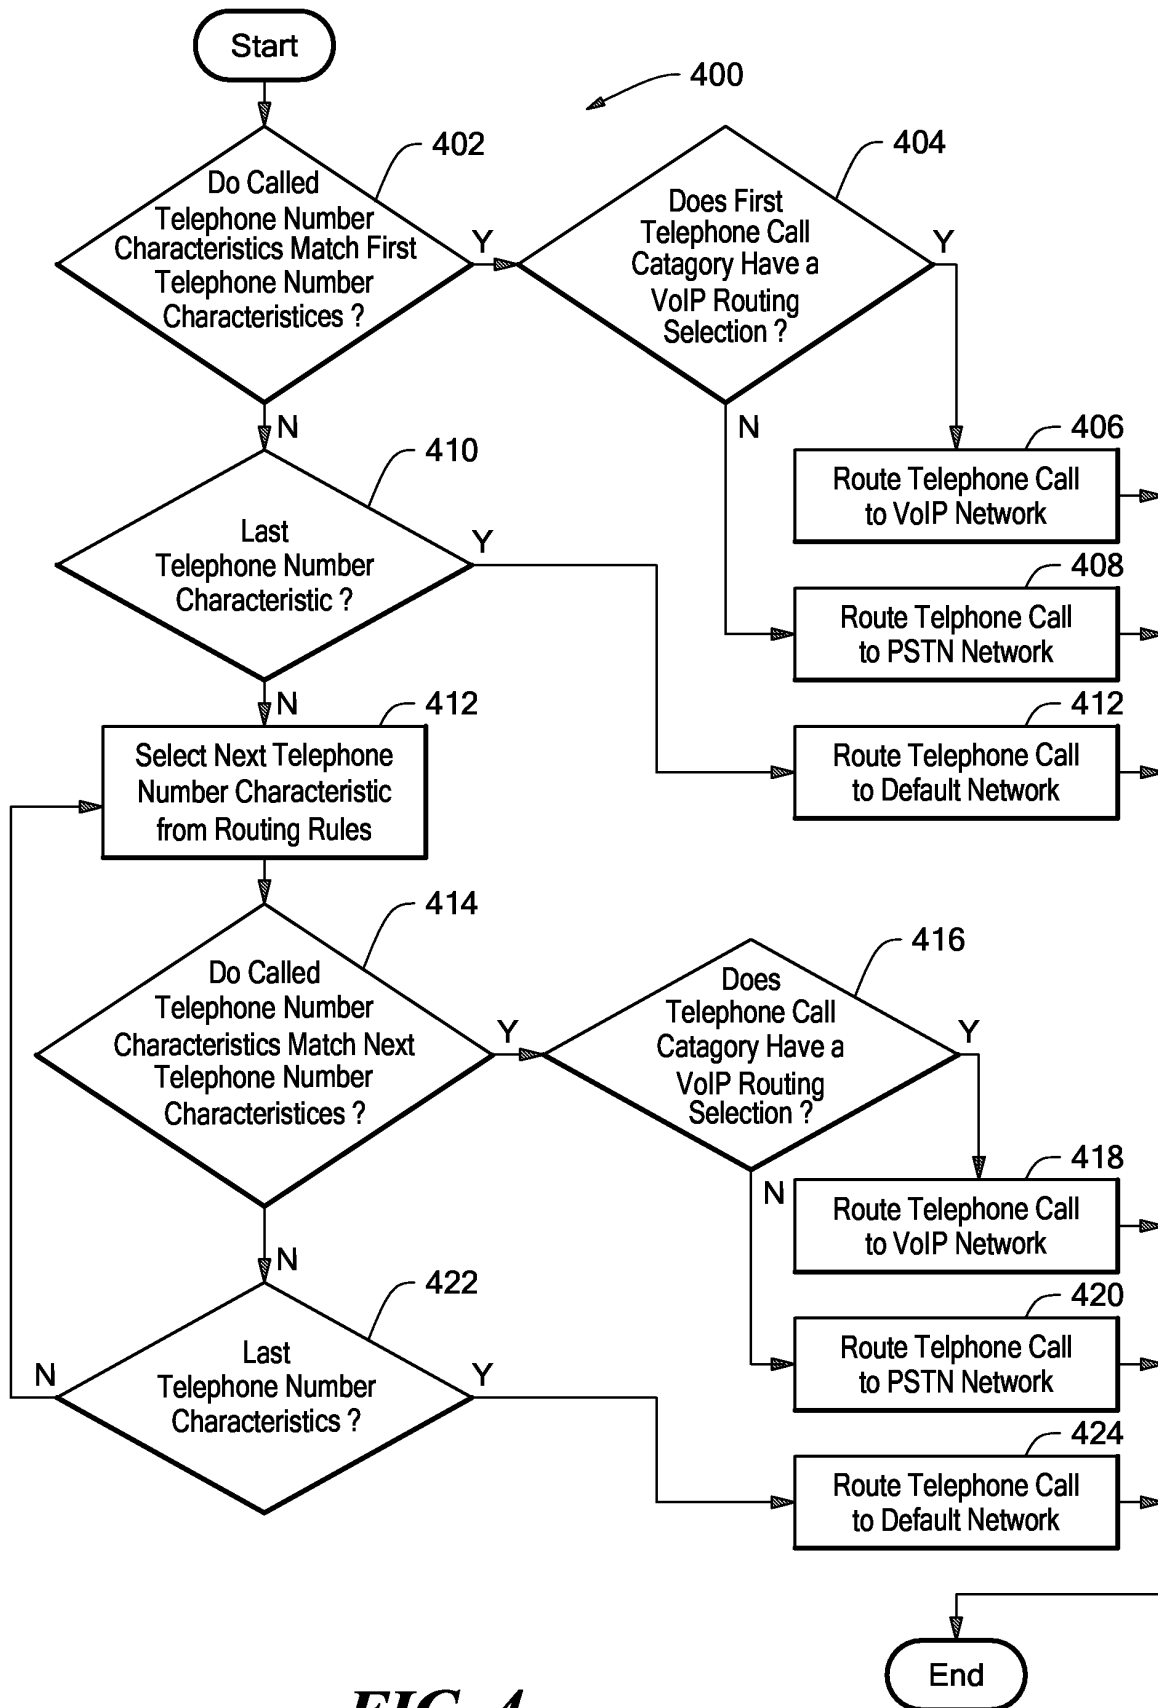 Start
400
402
Do Called
Telephone Number
Characteristics Match First
Telephone Number
Characteristices ?
Y
N
404
Does First
Telephone Call
Catagory Have a
VoIP Routing
Selection ?
Y
N
406
Route Telephone Call
to VoIP Network
408
Route Telphone Call
to PSTN Network
410
Last
Telephone Number
Characteristic ?
Y
N
412
Route Telephone Call
to Default Network
412
Select Next Telephone
Number Characteristic
from Routing Rules
414
Do Called
Telephone Number
Characteristics Match Next
Telephone Number
Characteristices ?
Y
N
416
Does
Telephone Call
Catagory Have a
VoIP Routing
Selection ?
Y
N
418
Route Telephone Call
to VoIP Network
420
Route Telphone Call
to PSTN Network
422
Last
Telephone Number
Characteristics ?
N
Y
424
Route Telephone Call
to Default Network
End
FIG. 4